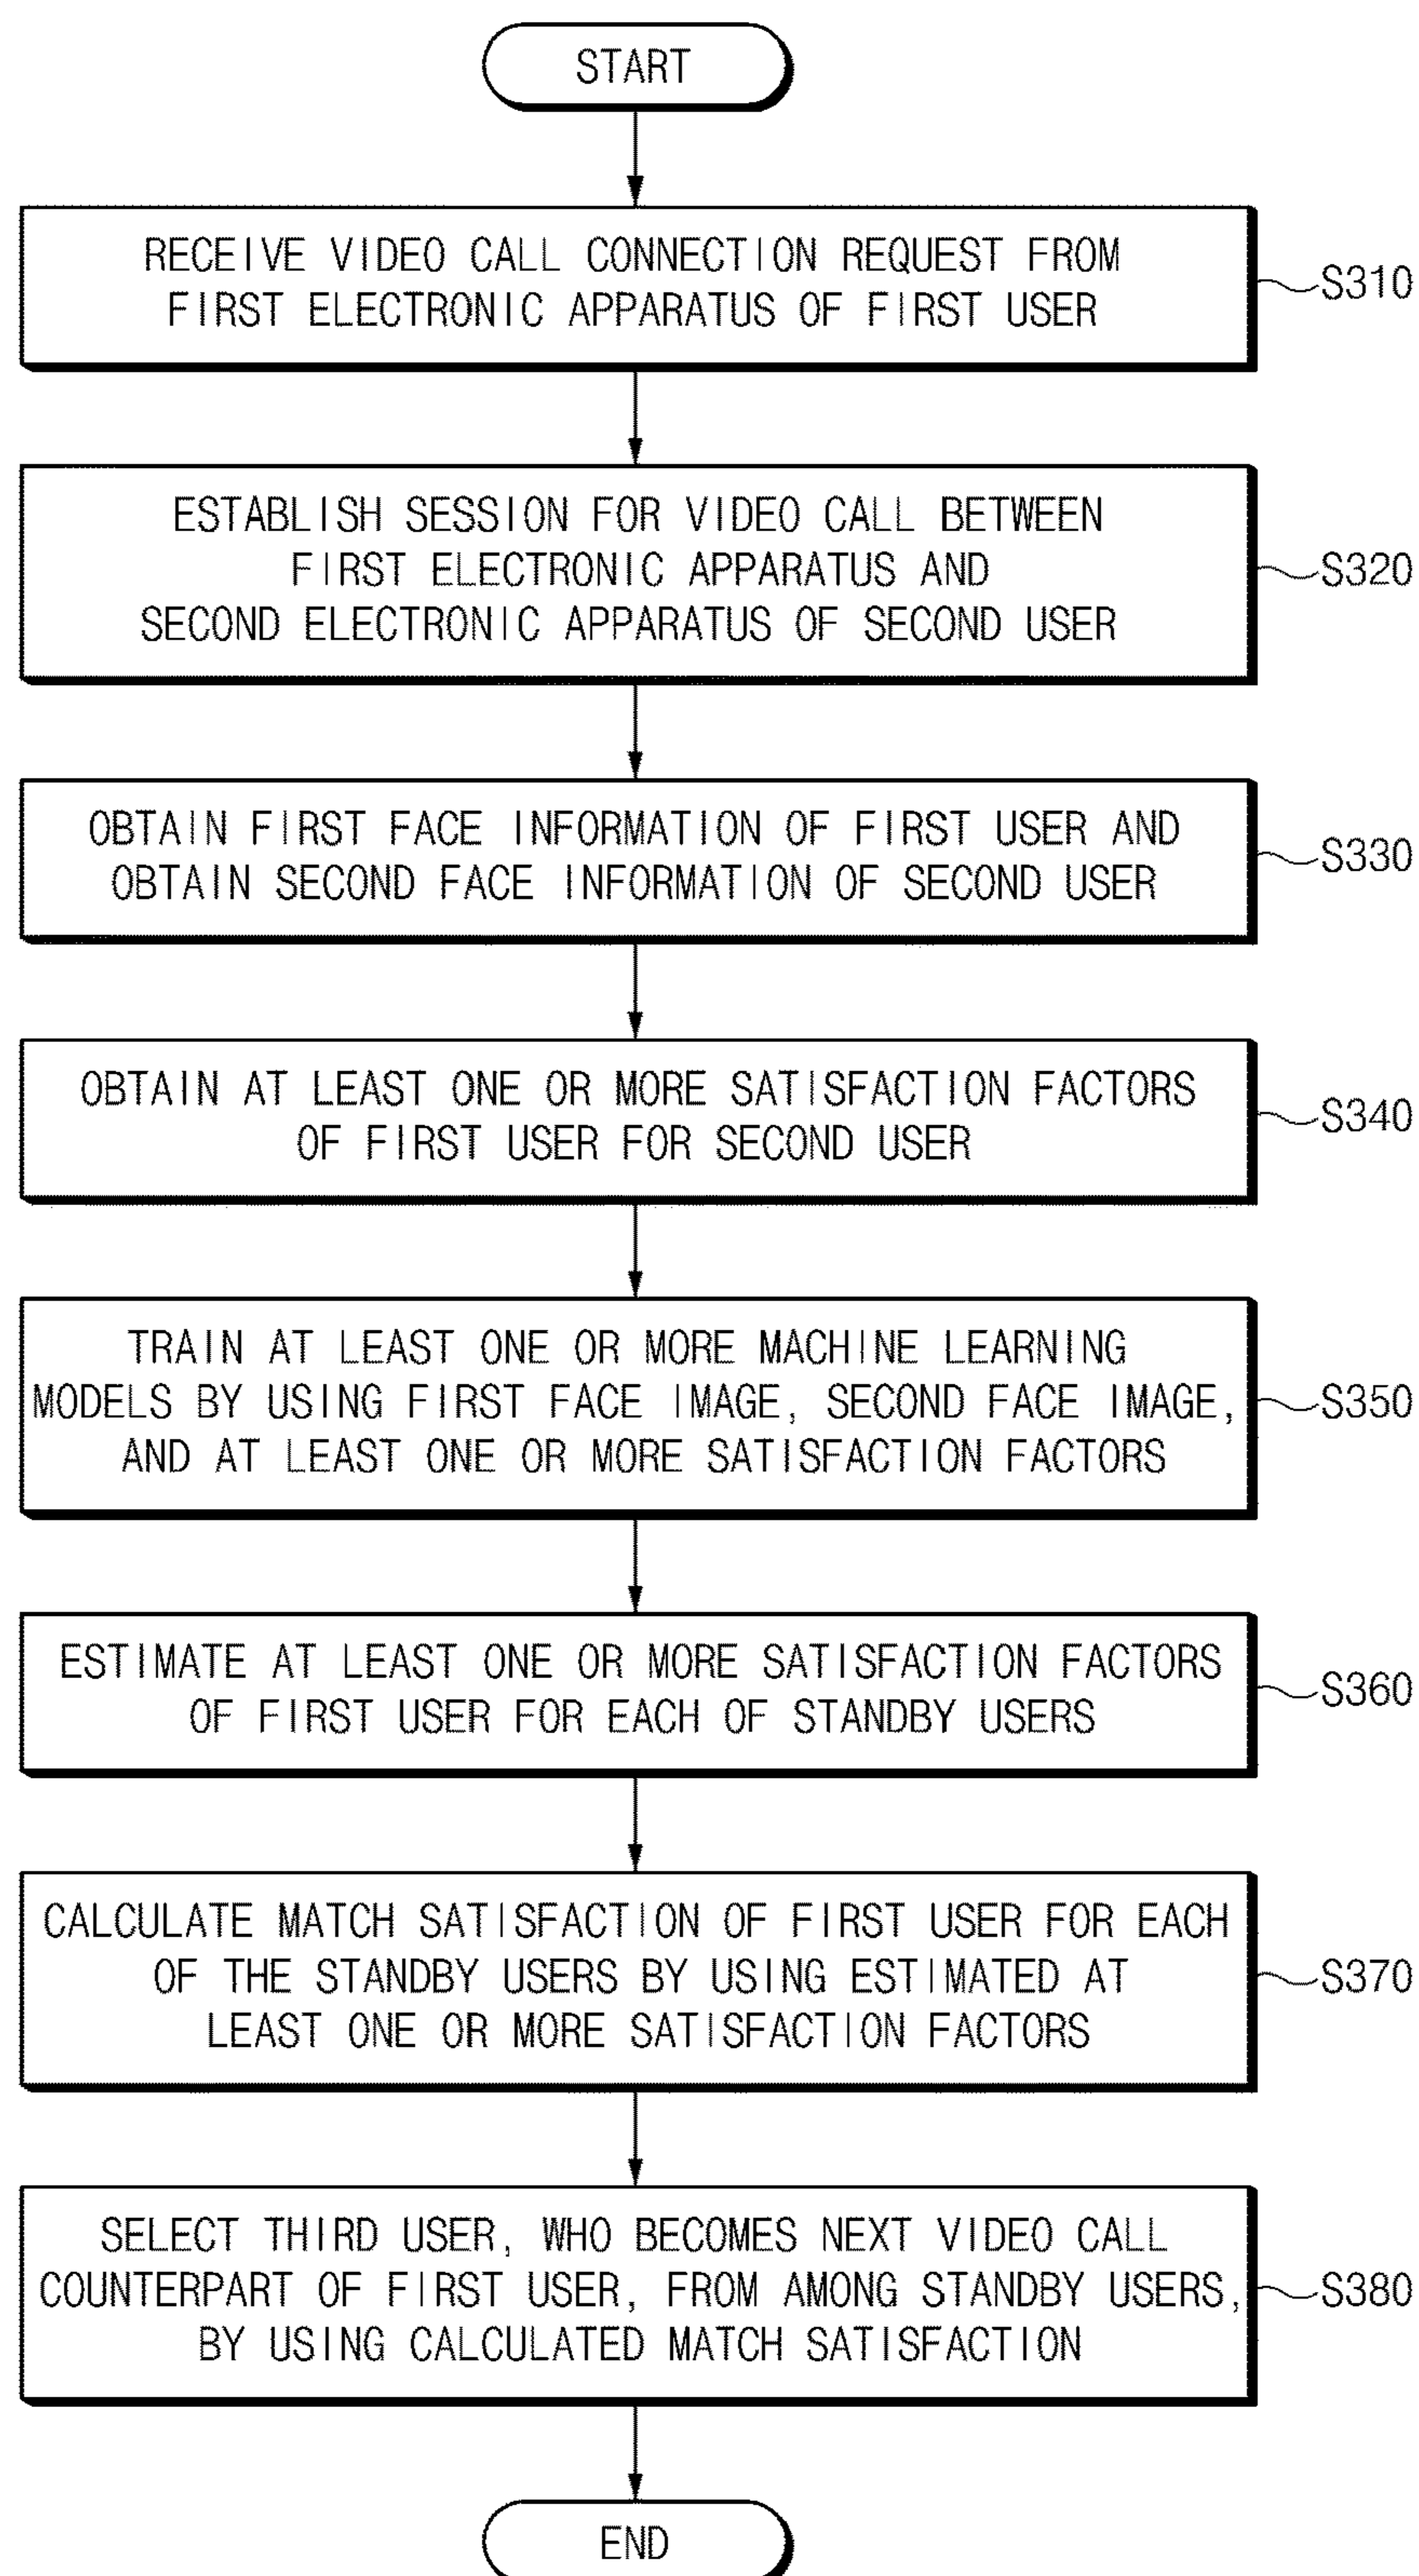 START
RECEIVE VIDEO CALL CONNECTION REQUEST FROM
FIRST ELECTRONIC APPARATUS OF FIRST USER
S310
ESTABLISH SESSION FOR VIDEO CALL BETWEEN
FIRST ELECTRONIC APPARATUS AND
SECOND ELECTRONIC APPARATUS OF SECOND USER
S320
OBTAIN FIRST FACE INFORMATION OF FIRST USER AND
OBTAIN SECOND FACE INFORMATION OF SECOND USER
S330
OBTAIN AT LEAST ONE OR MORE SATISFACTION FACTORS
OF FIRST USER FOR SECOND USER
S340
TRAIN AT LEAST ONE OR MORE MACHINE LEARNING
MODELS BY USING FIRST FACE IMAGE, SECOND FACE IMAGE,
AND AT LEAST ONE OR MORE SATISFACTION FACTORS
S350
ESTIMATE AT LEAST ONE OR MORE SATISFACTION FACTORS
OF FIRST USER FOR EACH OF STANDBY USERS
S360
CALCULATE MATCH SATISFACTION OF FIRST USER FOR EACH
OF THE STANDBY USERS BY USING ESTIMATED AT
LEAST ONE OR MORE SATISFACTION FACTORS
S370
SELECT THIRD USER, WHO BECOMES NEXT VIDEO CALL
COUNTERPART OF FIRST USER, FROM AMONG STANDBY USERS,
BY USING CALCULATED MATCH SATISFACTION
S380
END